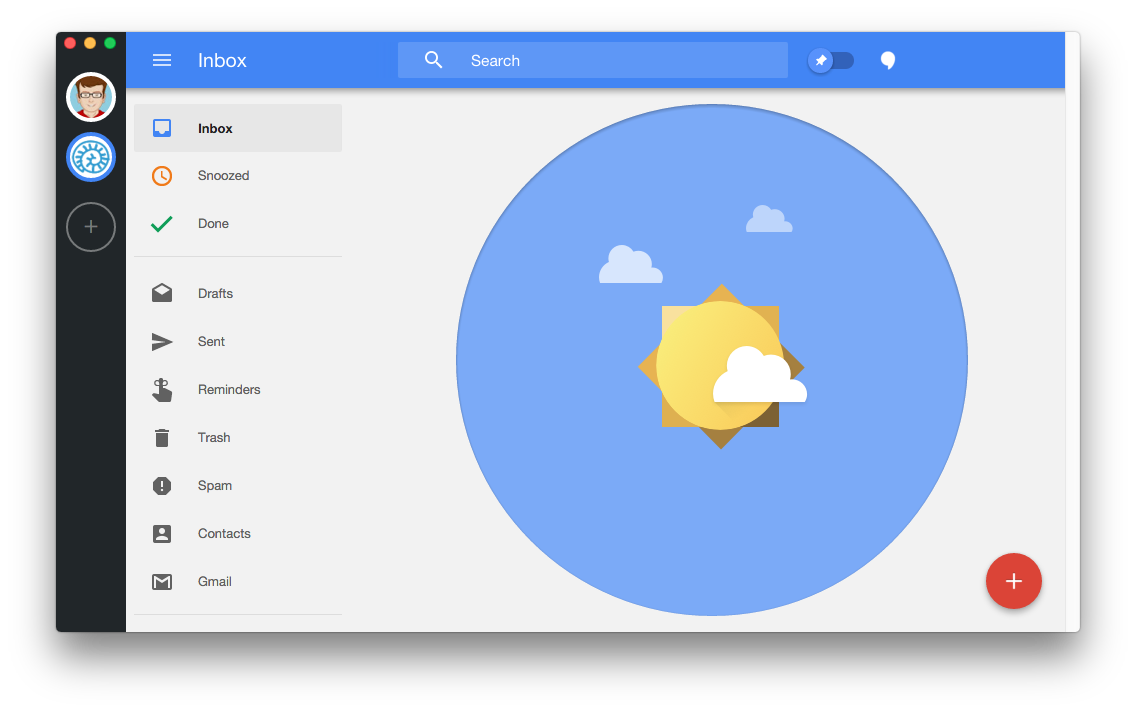 Inbox
Search
Inbox
Snoozed
Done
Drafts
Sent
Reminders
Trash
Spam
Contacts
Gmail